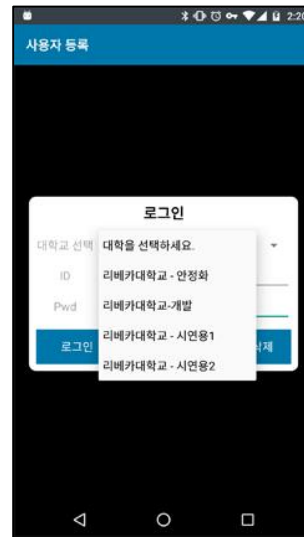 2:20
사용자 등록
로그인
대학교 선택
대학을 선택하세요.
리베카대학교 - 안정화
ID
리베카대학교-개발
Pwd
리베카대학교 - 시연용1
로그인
삭제
리베카대학교 - 시연용2